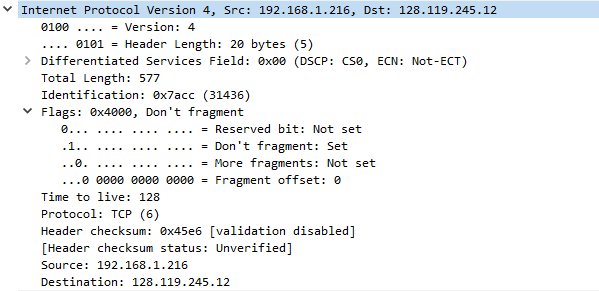 Internet Protocol Version 4, Src: 192.168.1.216, Dst: 128.119.245.12
0100 .... = Version: 4
.... 0101 = Header Length: 20 bytes (5)
Differentiated Services Field: 0x00 (DSCP: CS0, ECN: Not-ECT)
Total Length: 577
Identification: 0x7acc (31436)
Flags: 0x4000, Don't fragment
0... .... .... .... = Reserved bit: Not set
.1.. .... .... .... = Don't fragment: Set
..0. .... .... .... = More fragments: Not set
...0 0000 0000 0000 = Fragment offset: 0
Time to live: 128
Protocol: TCP (6)
Header checksum: 0x45e6 [validation disabled]
[Header checksum status: Unverified]
Source: 192.168.1.216
Destination: 128.119.245.12